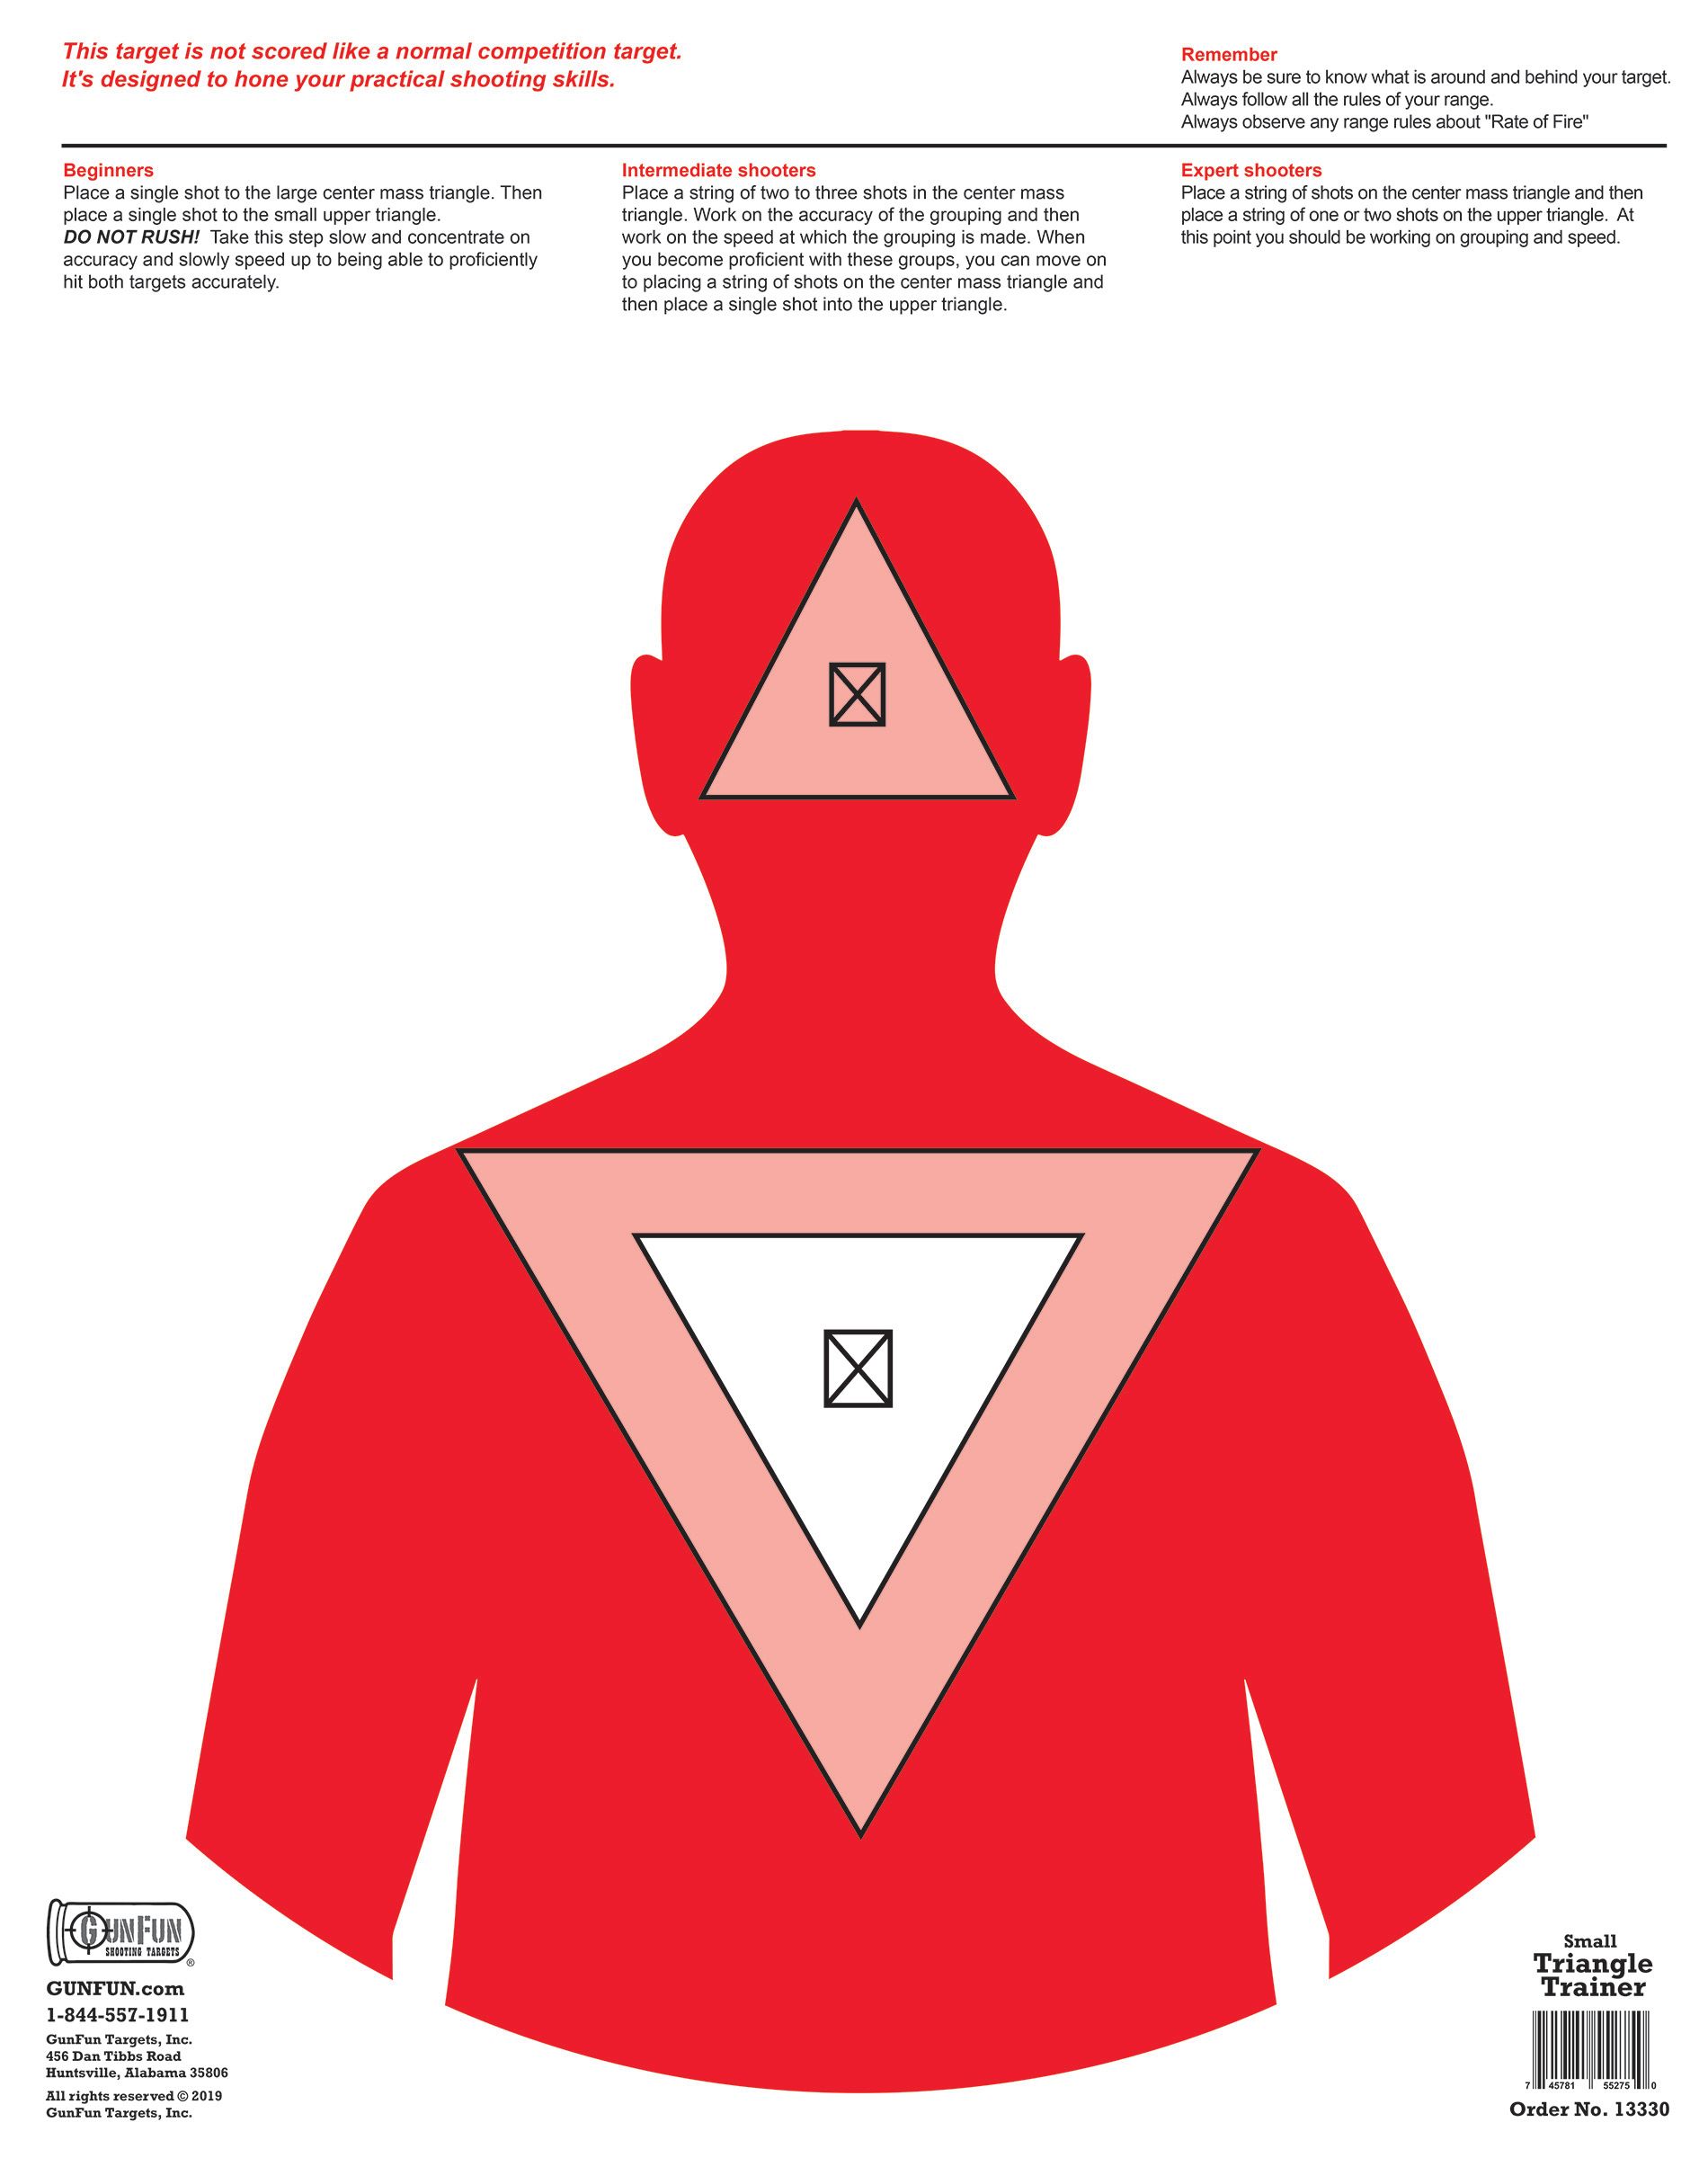 This target is not scored like a normal competition target.
It's designed to hone your practical shooting skills.
Remember
Always be sure to know what is around and behind your target.
Always follow all the rules of your range.
Always observe any range rules about "Rate of Fire"
Beginners
Place a single shot to the large center mass triangle. Then
place a single shot to the small upper triangle.
DO NOT RUSH! Take this step slow and concentrate on
accuracy and slowly speed up to being able to proficiently
hit both targets accurately.
Intermediate shooters
Place a string of two to three shots in the center mass
triangle. Work on the accuracy of the grouping and then
work on the speed at which the grouping is made. When
you become proficient with these groups, you can move on
to placing a string of shots on the center mass triangle and
then place a single shot into the upper triangle.
Expert shooters
Place a string of shots on the center mass triangle and then
place a string of one or two shots on the upper triangle. At
this point you should be working on grouping and speed.
GUNFUN
SHOOTING TARGETS
®
GUNFUN.com
1-844-557-1911
GunFun Targets, Inc.
456 Dan Tibbs Road
Huntsville, Alabama 35806
All rights reserved © 2019
GunFun Targets, Inc.
Small
Triangle
Trainer
7 45781 55275 0
Order No. 13330